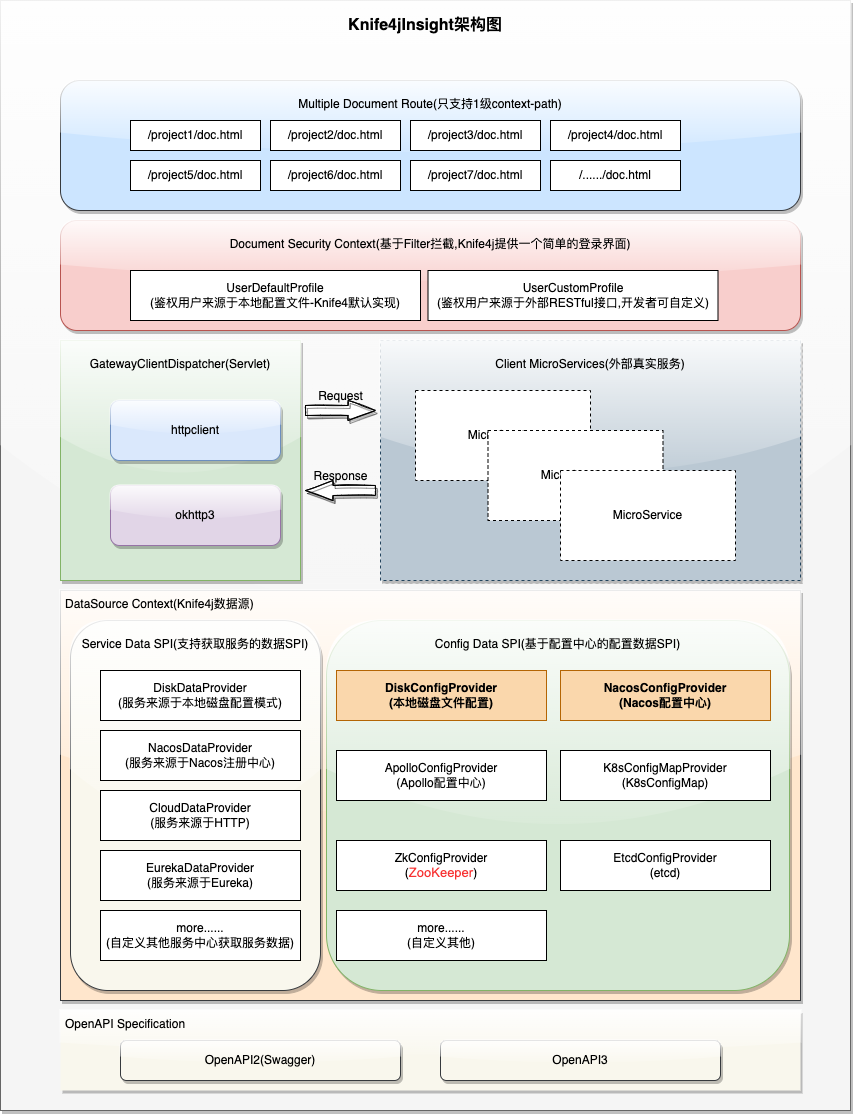 Knife4jInsight架构图
Multiple Document Route(只支持1级context-path)
/project1/doc.html
/project2/doc.html
/project3/doc.html
/project4/doc.html
/project5/doc.html
/project6/doc.html
/project7/doc.html
/....../doc.html
Document Security Context(基于Filter拦截,Knife4j提供一个简单的登录界面)
UserDefaultProfile
(鉴权用户来源于本地配置文件-Knife4默认实现)
UserCustomProfile
(鉴权用户来源于外部RESTful接口,开发者可自定义)
GatewayClientDispatcher(Servlet)
httpclient
okhttp3
Request
Response
Client MicroServices(外部真实服务)
Mic
Mic
MicroService
DataSource Context(Knife4j数据源)
Service Data SPI(支持获取服务的数据SPI)
DiskDataProvider
(服务来源于本地磁盘配置模式)
NacosDataProvider
(服务来源于Nacos注册中心)
CloudDataProvider
(服务来源于HTTP)
EurekaDataProvider
(服务来源于Eureka)
more......
(自定义其他服务中心获取服务数据)
Config Data SPI(基于配置中心的配置数据SPI)
DiskConfigProvider
(本地磁盘文件配置)
NacosConfigProvider
(Nacos配置中心)
ApolloConfigProvider
(Apollo配置中心)
K8sConfigMapProvider
(K8sConfigMap)
ZkConfigProvider
(ZooKeeper)
EtcdConfigProvider
(etcd)
more......
(自定义其他)
OpenAPI Specification
OpenAPI2(Swagger)
OpenAPI3